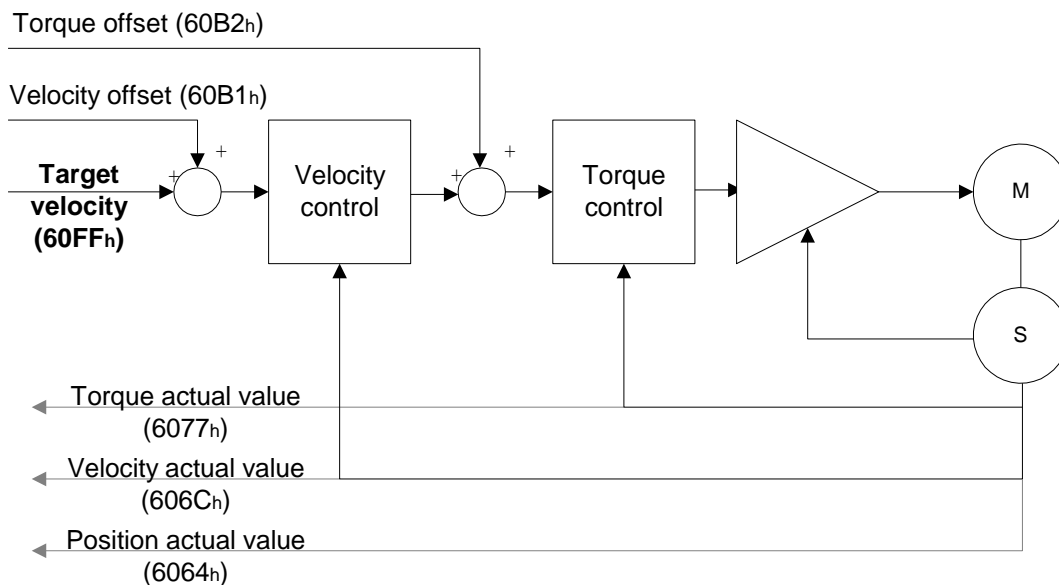 Torque offset (60B2h)
Velocity offset (60B1h)
+
+
Target
velocity
(60FFh)
Velocity
control
+
+
Torque
control
M
S
Torque actual value
(6077h)
Velocity actual value
(606Ch)
Position actual value
(6064h)